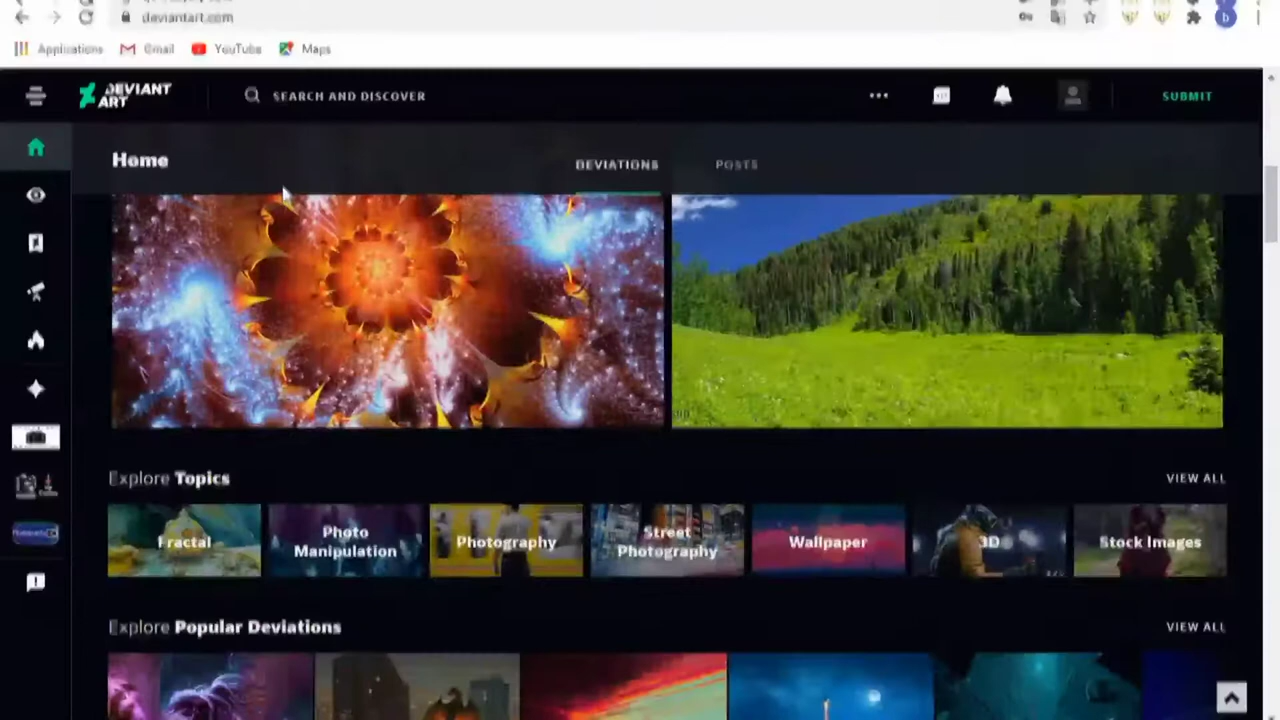 deviantart.com
Applications Gmail YouTube Maps
DEVIANT ART SEARCH AND DISCOVER ••• SUBMIT
Home DEVIATIONS POSTS
Explore Topics VIEW ALL
Fractal
Photo Manipulation
Photography
Street Photography
Wallpaper
3D
Stock Images
Explore Popular Deviations VIEW ALL